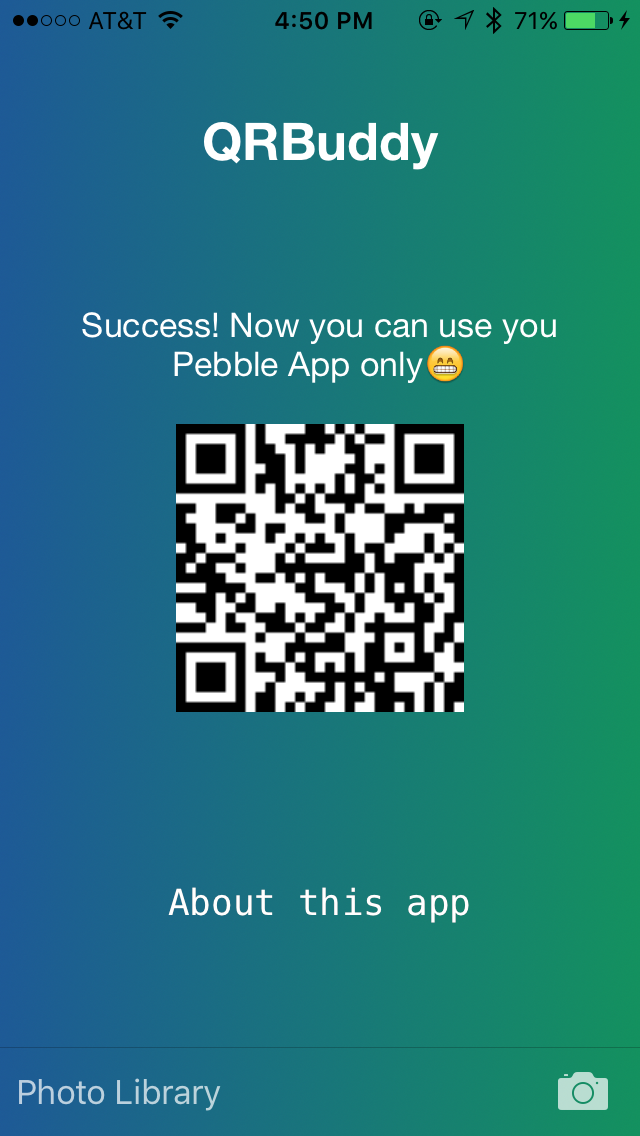 AT&T 4:50 PM 71%
QRBuddy
Success! Now you can use you
Pebble App only😁
About this app
Photo Library